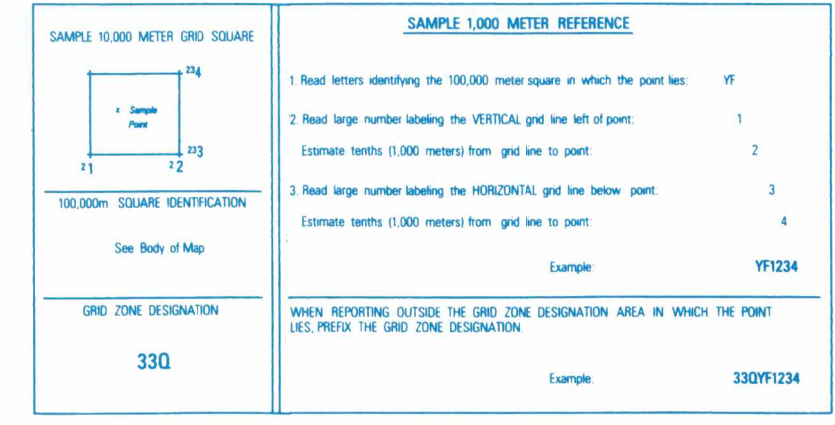 SAMPLE 10,000 METER GRID SQUARE
234
x Sample
Point
233
21 22
100,000m SQUARE IDENTIFICATION
See Body of Map
GRID ZONE DESIGNATION
33Q
SAMPLE 1,000 METER REFERENCE
1. Read letters identifying the 100,000 meter square in which the point lies: YF
2. Read large number labeling the VERTICAL grid line left of point: 1
Estimate tenths (1,000 meters) from grid line to point: 2
3. Read large number labeling the HORIZONTAL grid line below point: 3
Estimate tenths (1,000 meters) from grid line to point: 4
Example: YF1234
WHEN REPORTING OUTSIDE THE GRID ZONE DESIGNATION AREA IN WHICH THE POINT
LIES, PREFIX THE GRID ZONE DESIGNATION.
Example: 33QYF1234